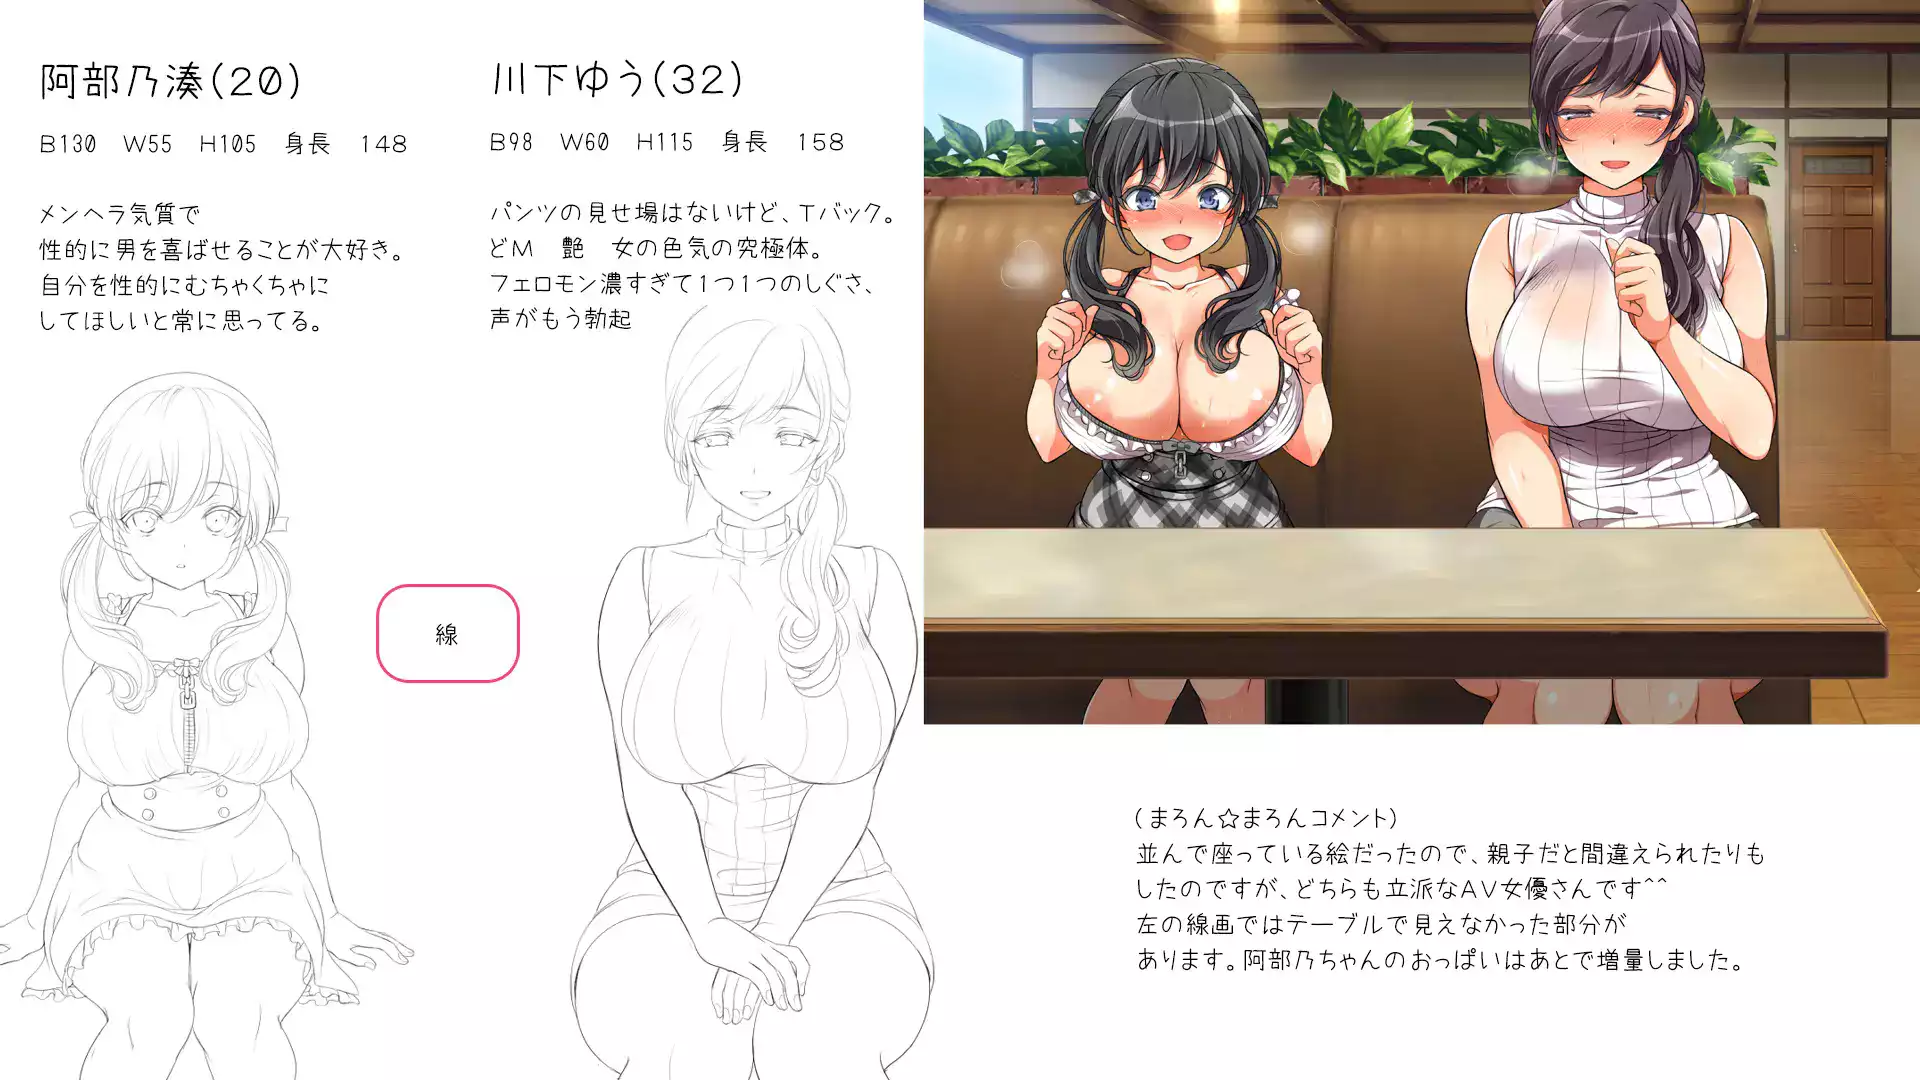 阿部乃湊(20)
B130 W55 H105 身長 148
メンヘラ気質で
性的に男を喜ばせることが大好き。
自分を性的にむちゃくちゃに
してほしいと常に思ってる。
川下ゆう(32)
B98 W60 H115 身長 158
パンツの見せ場はないけど、Tバック。
どM 艶 女の色気の究極体。
フェロモン濃すぎて1つ1つのしぐさ、
声がもう勃起
線
(まろん☆まろんコメント)
並んで座っている絵だったので、親子だと間違えられたりも
したのですが、どちらも立派なAV女優さんです^^
左の線画ではテーブルで見えなかった部分が
あります。阿部乃ちゃんのおっぱいはあとで増量しました。